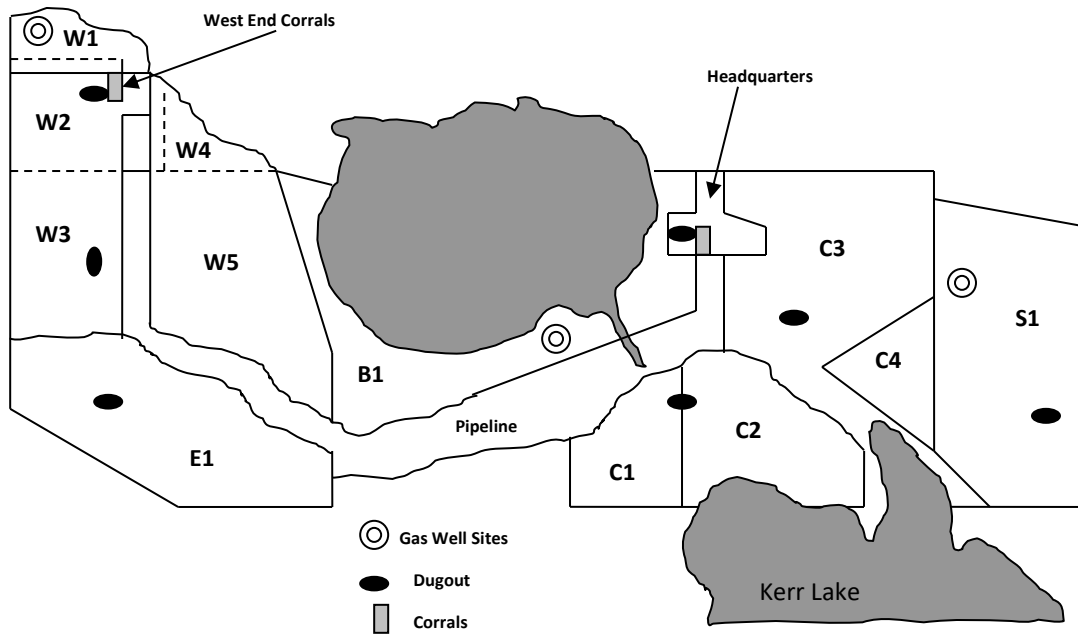 West End Corrals
W1
Headquarters
W2
W4
W3
C3
W5
S1
C4
B1
Pipeline
C2
E1
C1
Gas Well Sites
Dugout
Kerr Lake
Corrals